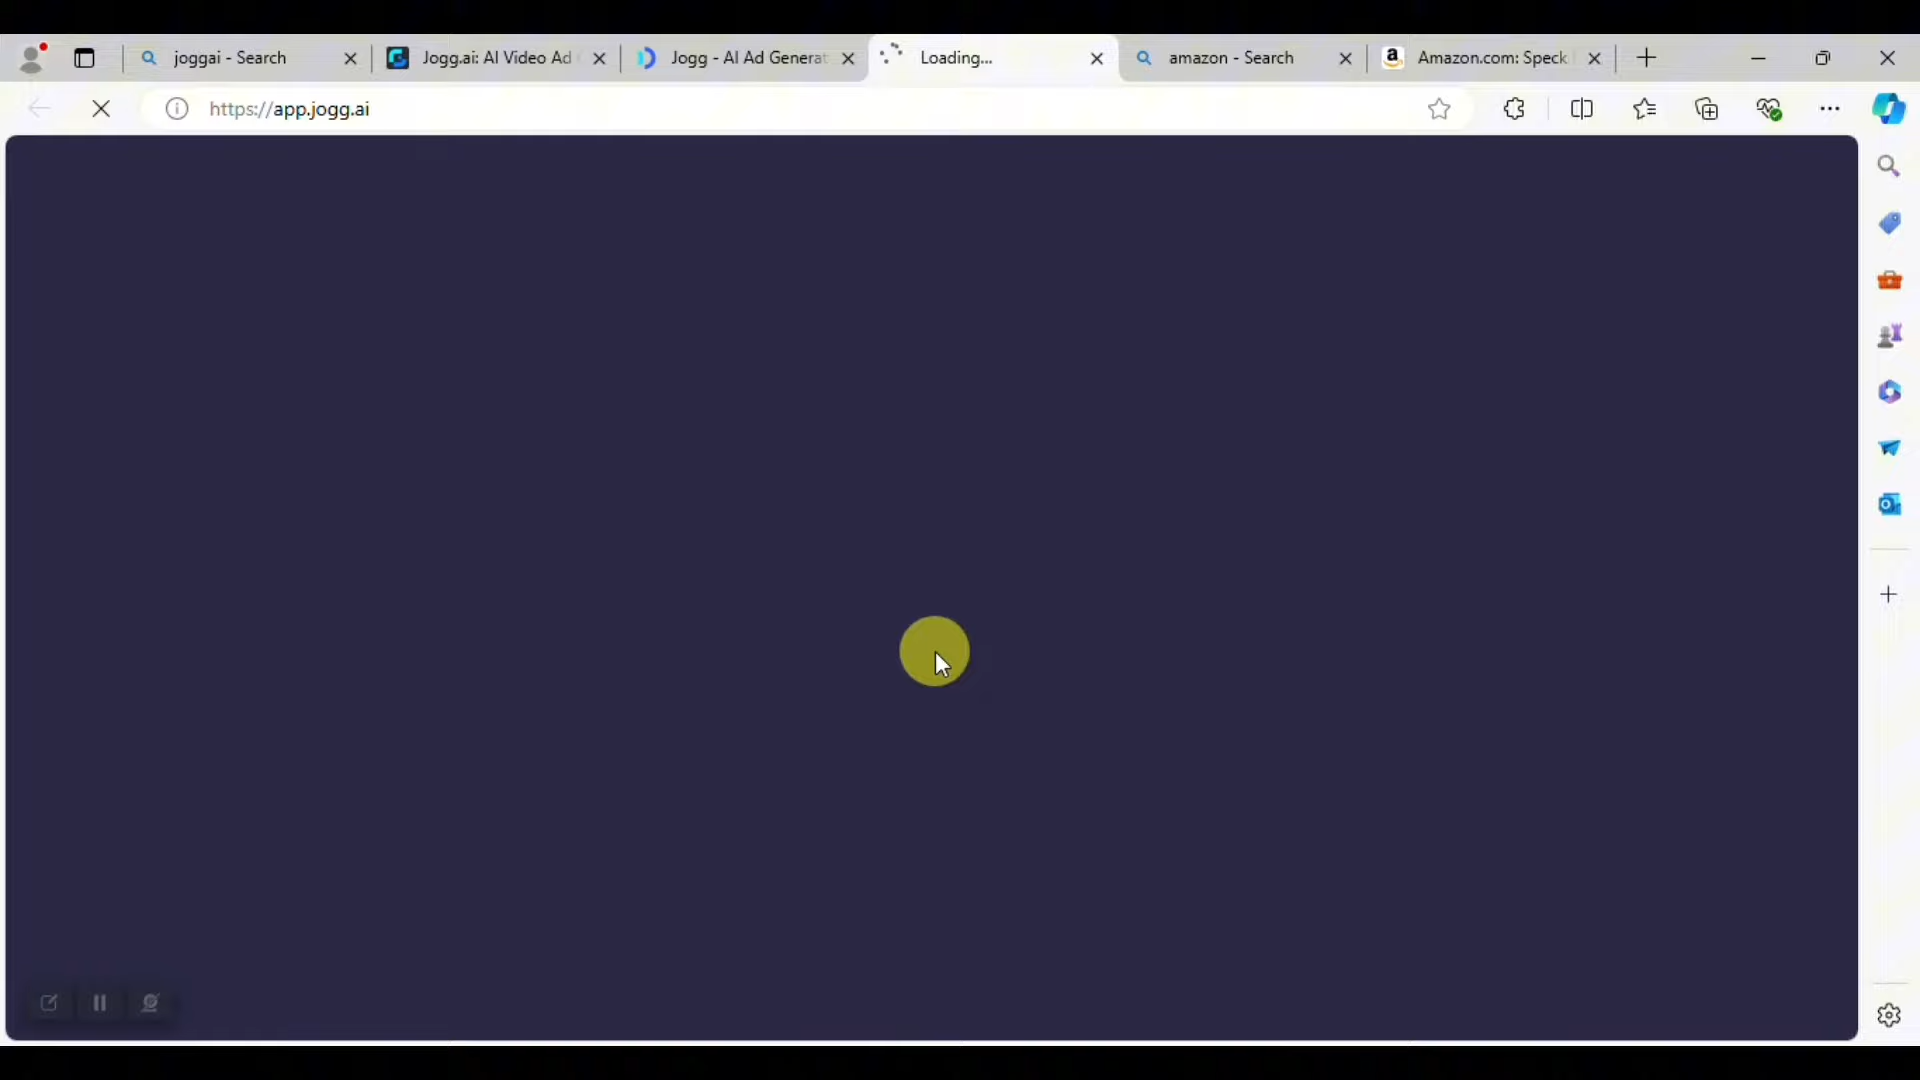 joggai - Search
Jogg.ai: AI Video Ad
Jogg - AI Ad Generat
Loading...
amazon - Search
Amazon.com: Speck
https://app.jogg.ai